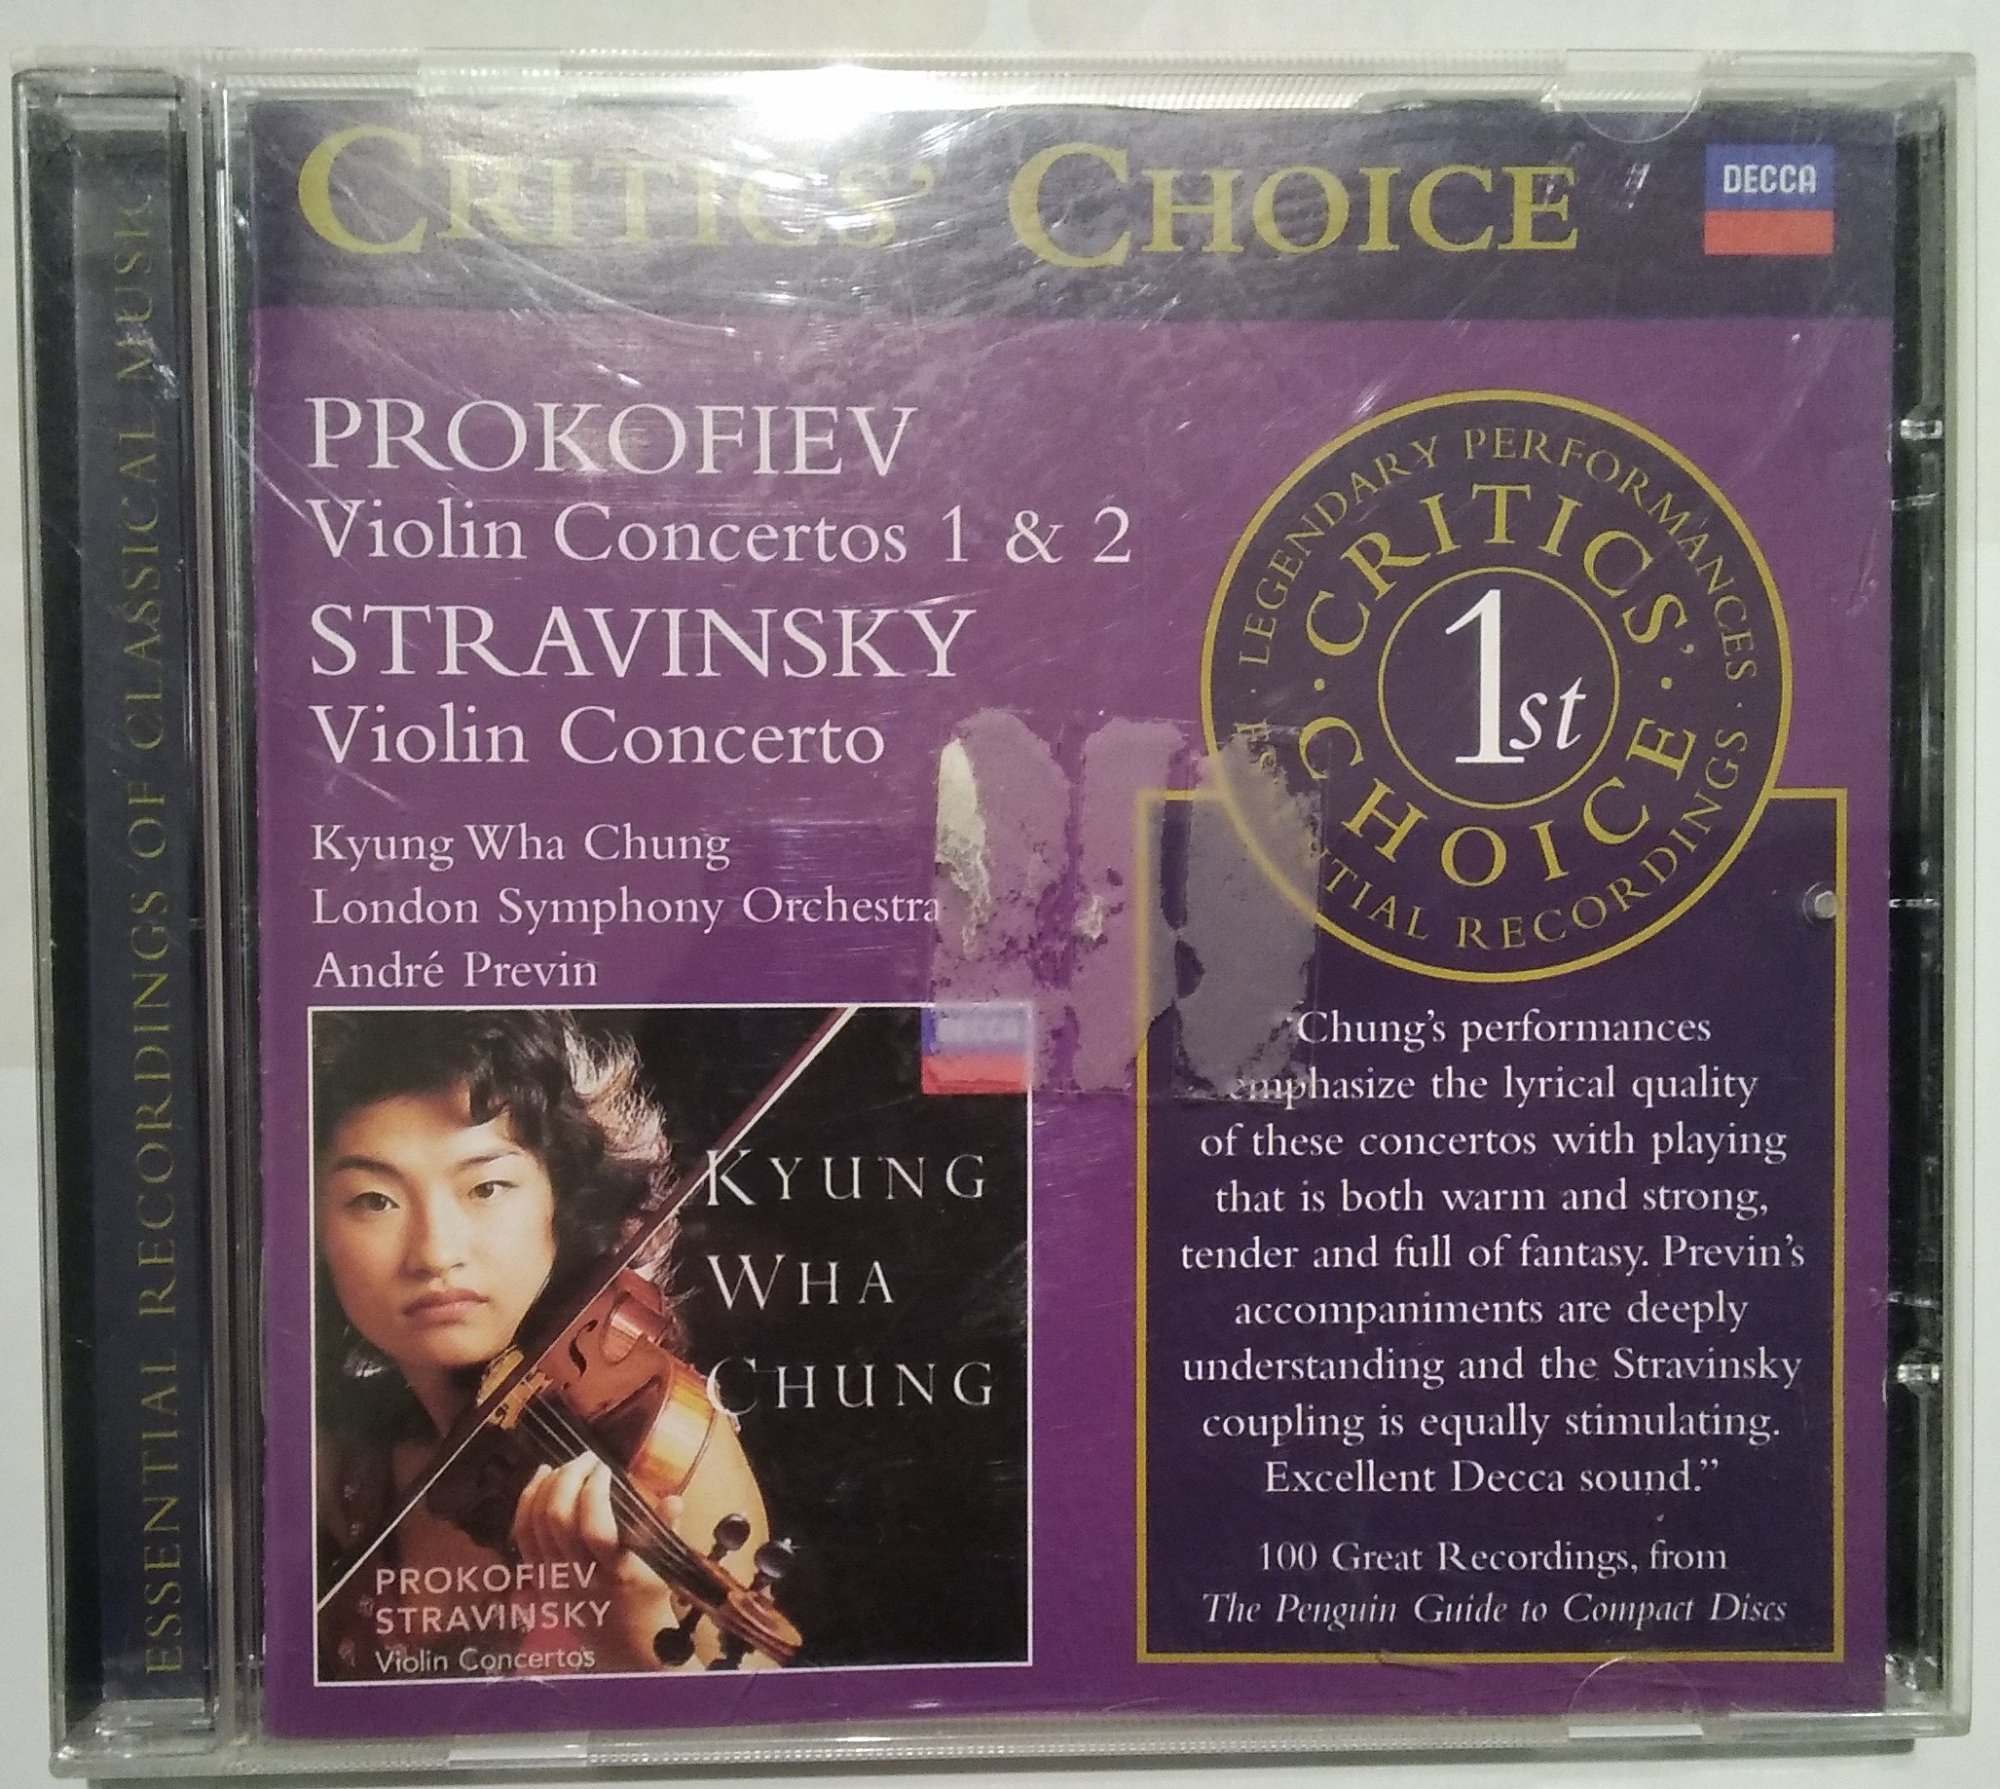 ESSENTIAL RECORDINGS OF CLASSICAL MUSIC
CRITICS' CHOICE
DECCA
PROKOFIEV
Violin Concertos 1 & 2
STRAVINSKY
Violin Concerto
Kyung Wha Chung
London Symphony Orchestra
André Previn
LEGENDARY PERFORMANCES
RECORDINGS
CRITICS'
CHOICE
1st
DECCA
KYUNG
WHA
CHUNG
PROKOFIEV
STRAVINSKY
Violin Concertos
Chung's performances
emphasize the lyrical quality
of these concertos with playing
that is both warm and strong,
tender and full of fantasy. Previn's
accompaniments are deeply
understanding and the Stravinsky
coupling is equally stimulating.
Excellent Decca sound."
100 Great Recordings, from
The Penguin Guide to Compact Discs